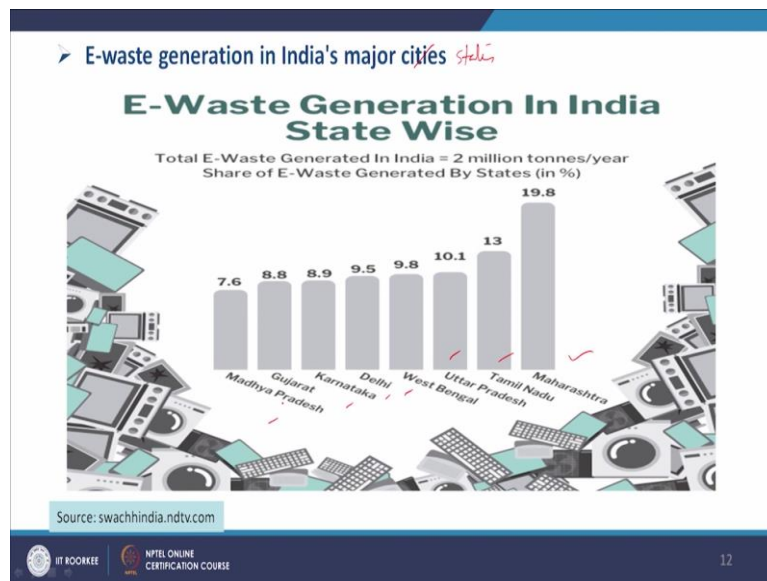 E-waste generation in India's major cities states
E-Waste Generation In India
State Wise
Total E-Waste Generated In India = 2 million tonnes/year
Share of E-Waste Generated By States (in %)
7.6 8.8 8.9 9.5 9.8 10.1 13 19.8
Madhya Pradesh Gujarat Karnataka Delhi West Bengal Uttar Pradesh Tamil Nadu Maharashtra
Source: swachhindia.ndtv.com
IIT ROORKEE
NPTEL ONLINE
CERTIFICATION COURSE
12